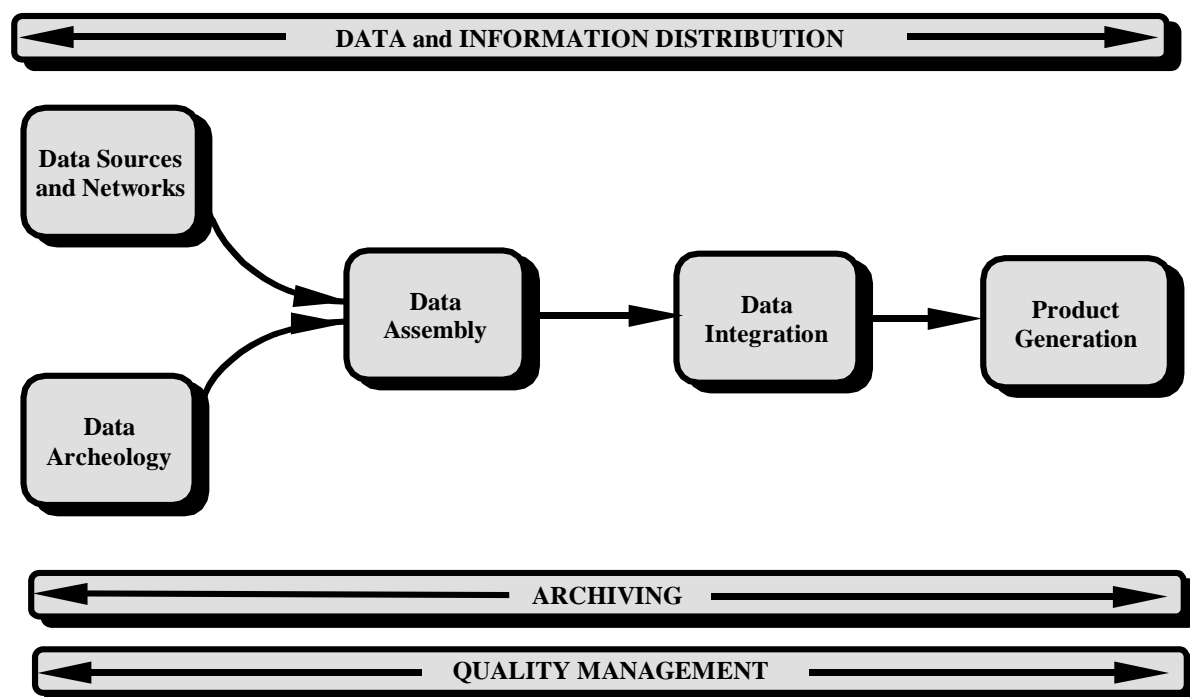 DATA and INFORMATION DISTRIBUTION
Data Sources
and Networks
Data
Assembly
Data
Integration
Product
Generation
Data
Archeology
ARCHIVING
QUALITY MANAGEMENT